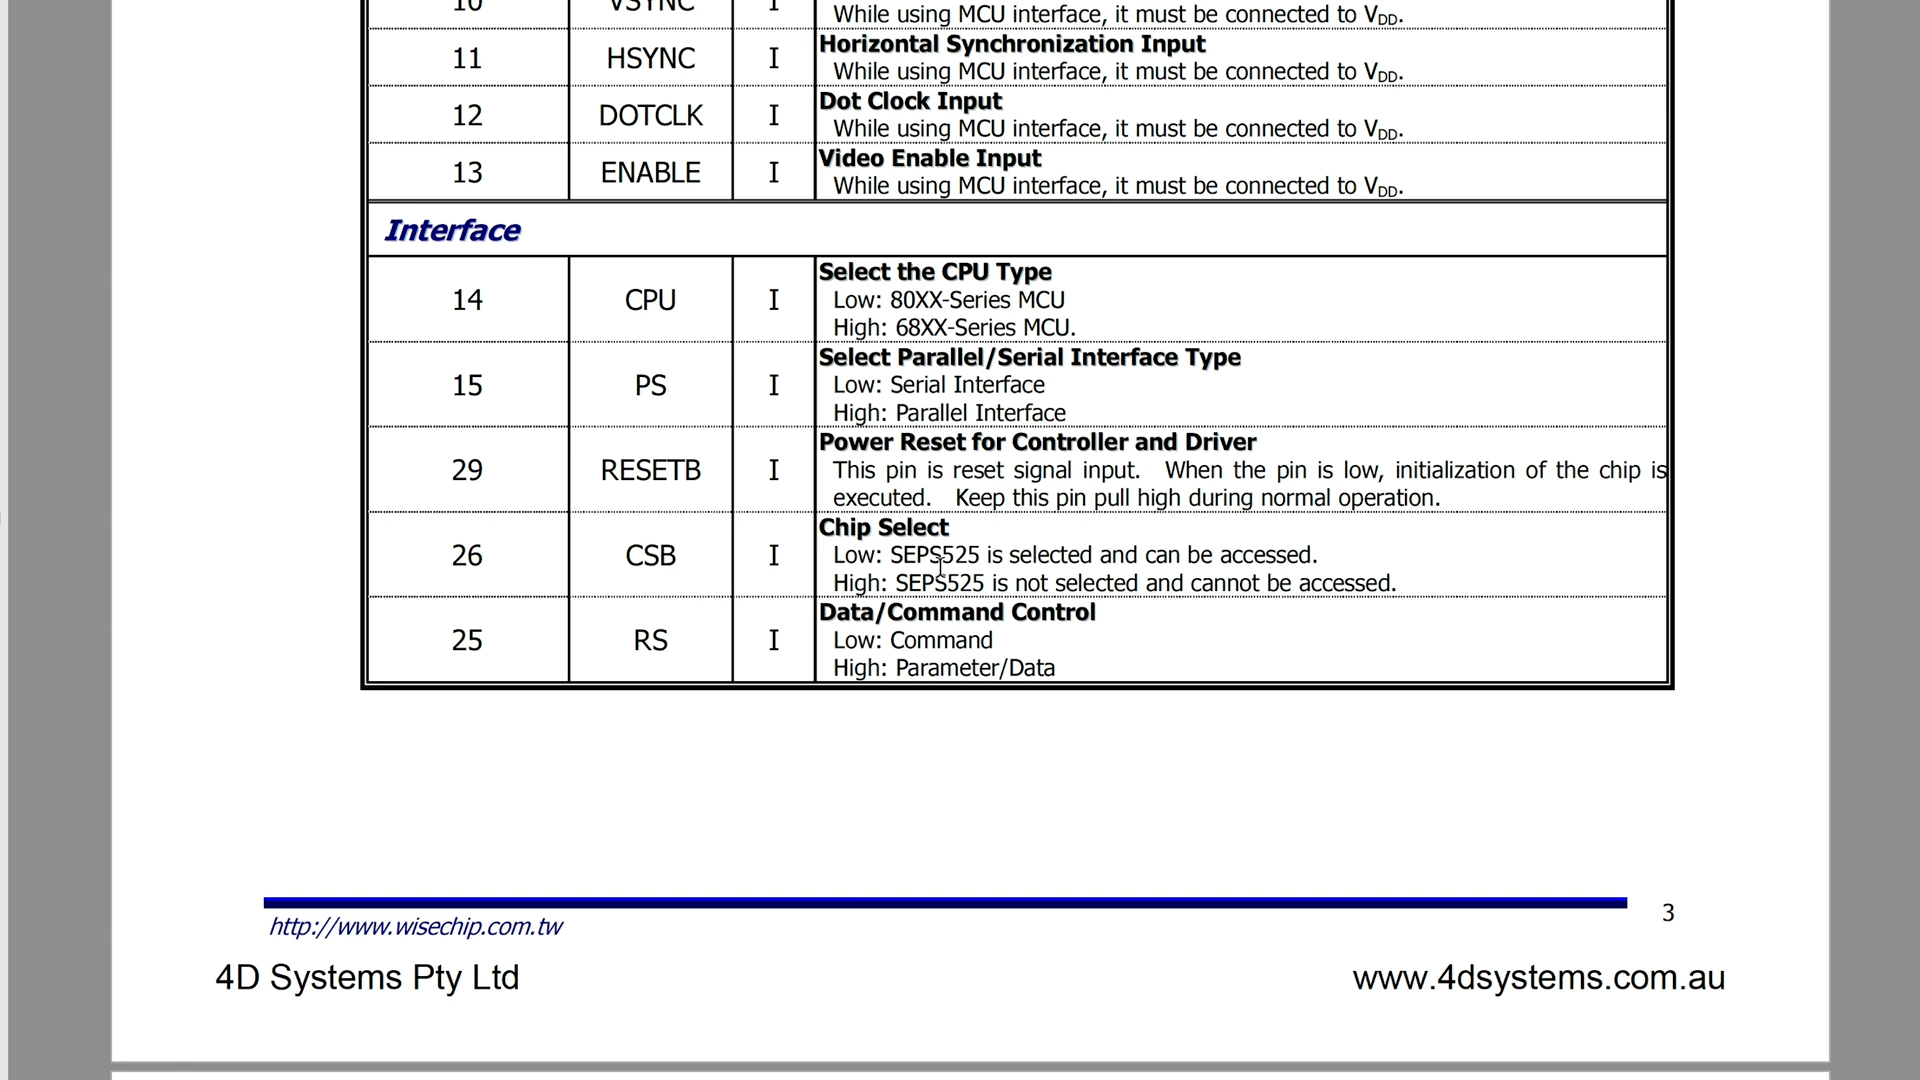 10 VSYNC I While using MCU interface, it must be connected to VDD.
11 HSYNC I Horizontal Synchronization Input
While using MCU interface, it must be connected to VDD.
12 DOTCLK I Dot Clock Input
While using MCU interface, it must be connected to VDD.
13 ENABLE I Video Enable Input
While using MCU interface, it must be connected to VDD.
Interface
14 CPU I Select the CPU Type
Low: 80XX-Series MCU
High: 68XX-Series MCU.
15 PS I Select Parallel/Serial Interface Type
Low: Serial Interface
High: Parallel Interface
29 RESETB I Power Reset for Controller and Driver
This pin is reset signal input. When the pin is low, initialization of the chip is
executed. Keep this pin pull high during normal operation.
26 CSB I Chip Select
Low: SEPS525 is selected and can be accessed.
High: SEPS525 is not selected and cannot be accessed.
25 RS I Data/Command Control
Low: Command
High: Parameter/Data
http://www.wisechip.com.tw 3
4D Systems Pty Ltd www.4dsystems.com.au